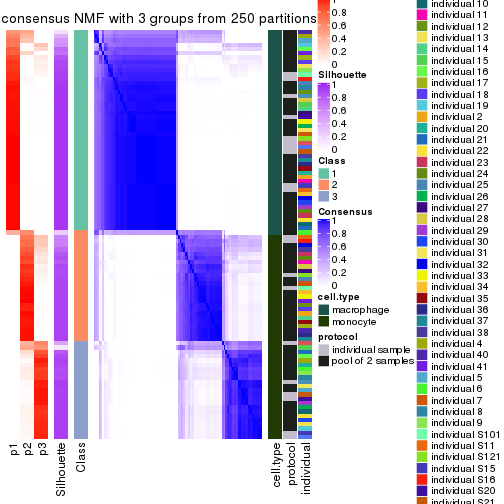 consensus NMF with 3 groups from 250 partitions
p1
p2
p3
Silhouette
Class
cell.type
protocol
individual
0.8
0.6
0.4
0.2
0
Silhouette
1
0.8
0.6
0.4
0.2
0
Class
1
2
3
Consensus
1
0.8
0.6
0.4
0.2
0
cell.type
macrophage
monocyte
protocol
individual sample
pool of 2 samples
individual 10
individual 11
individual 12
individual 13
individual 14
individual 15
individual 16
individual 17
individual 18
individual 19
individual 2
individual 20
individual 21
individual 22
individual 23
individual 24
individual 25
individual 26
individual 27
individual 28
individual 29
individual 30
individual 31
individual 32
individual 33
individual 34
individual 35
individual 36
individual 37
individual 38
individual 4
individual 40
individual 41
individual 5
individual 6
individual 7
individual 8
individual 9
individual S101
individual S11
individual S121
individual S15
individual S16
individual S20
individual S21